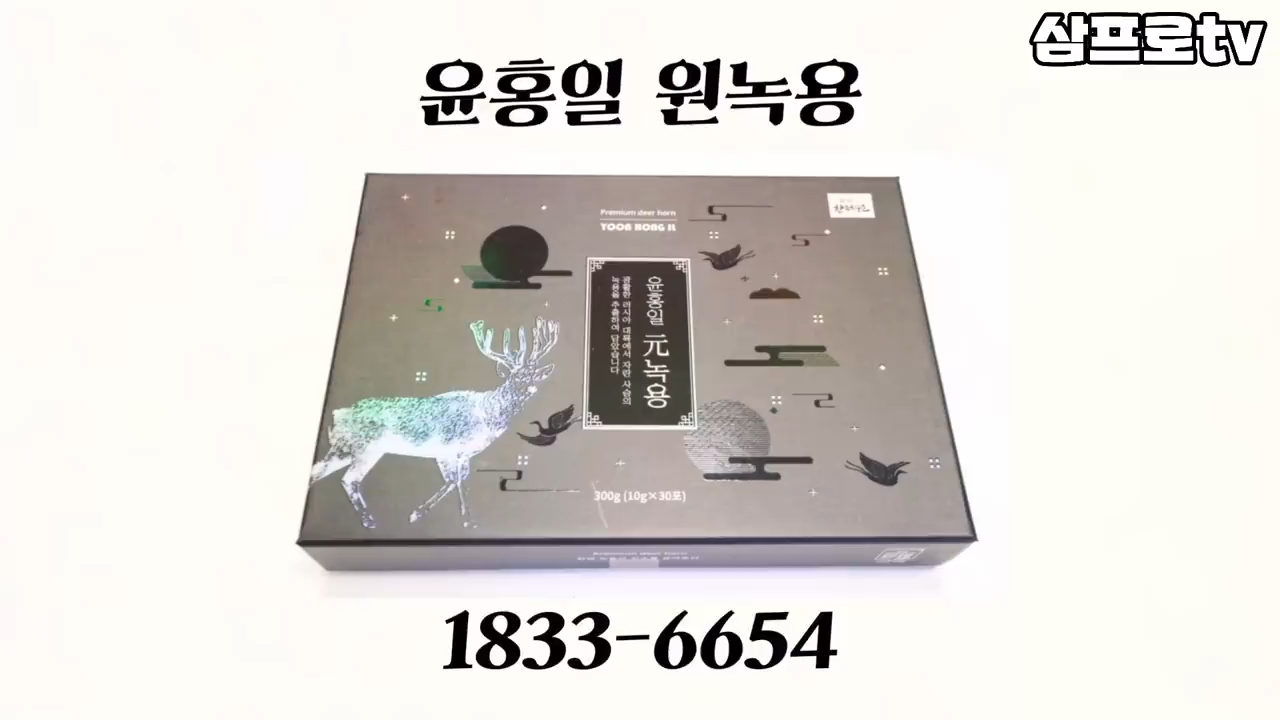 삼프로tv
윤홍일 원녹용
Premium deer horn
YOON HONG IL
윤홍일 元녹용
광활한 러시아 대륙에서 자란 사슴의
녹용을 추출하여 담았습니다
300g (10g×30포)
Premium deer horn
1833-6654